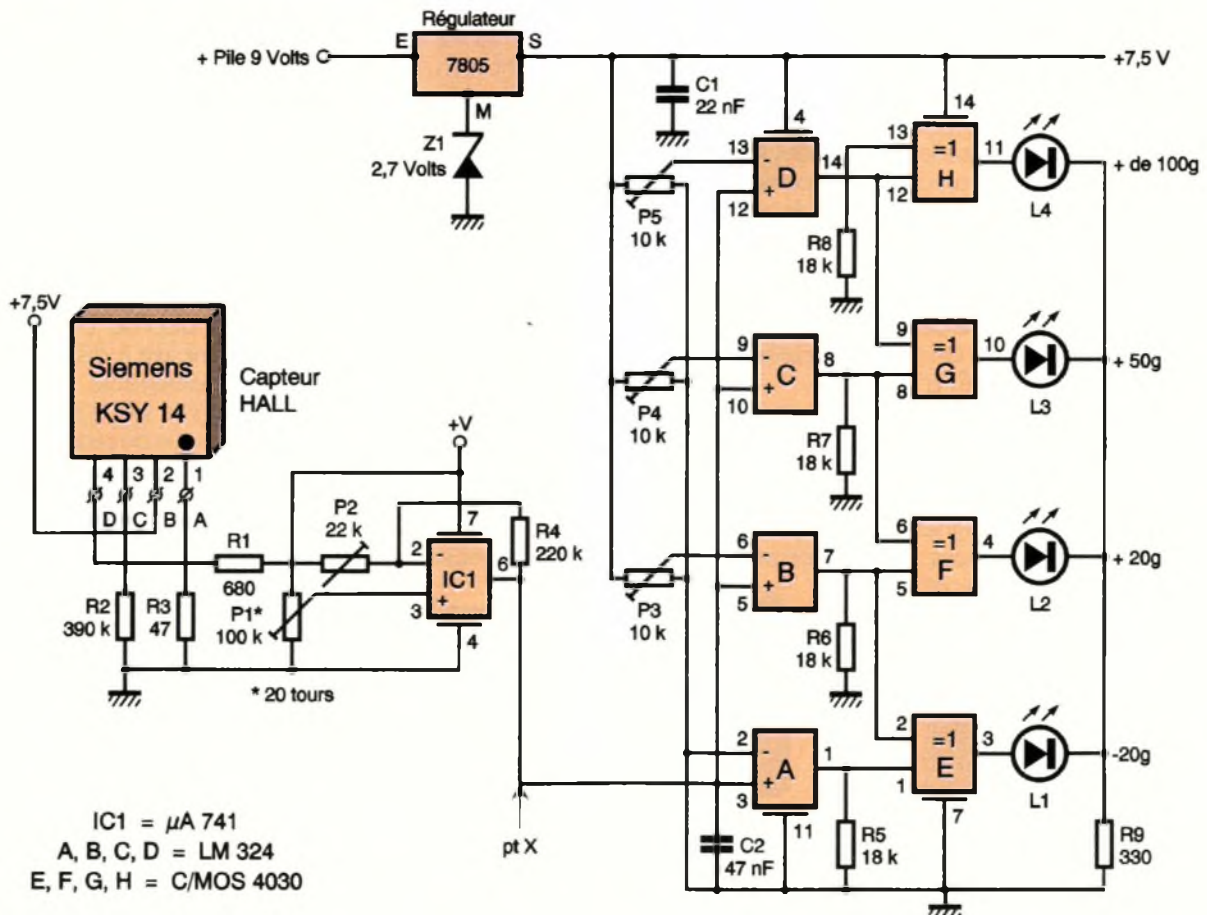 Régulateur
+ Pile 9 Volts
E
7805
S
+7,5 V
M
Z1
2,7 Volts
C1
22 nF
4
14
13
-
D
+
12
14
13
=1
H
12
11
L4
+ de 100g
P5
10 k
R8
18 k
+7,5V
Siemens
KSY 14
Capteur
HALL
4
3
2
1
D
C
B
A
9
-
C
+
10
8
9
=1
G
8
10
L3
+ 50g
P4
10 k
R7
18 k
+V
R1
680
P2
22 k
7
2
-
IC1
+
3
6
4
R4
220 k
R2
390 k
R3
47
P1*
100 k
* 20 tours
6
-
B
+
5
7
6
=1
F
5
4
L2
+ 20g
P3
10 k
R6
18 k
2
-
A
+
3
1
11
2
=1
E
1
3
7
L1
-20g
pt X
C2
47 nF
R5
18 k
R9
330
IC1 = µA 741
A, B, C, D = LM 324
E, F, G, H = C/MOS 4030